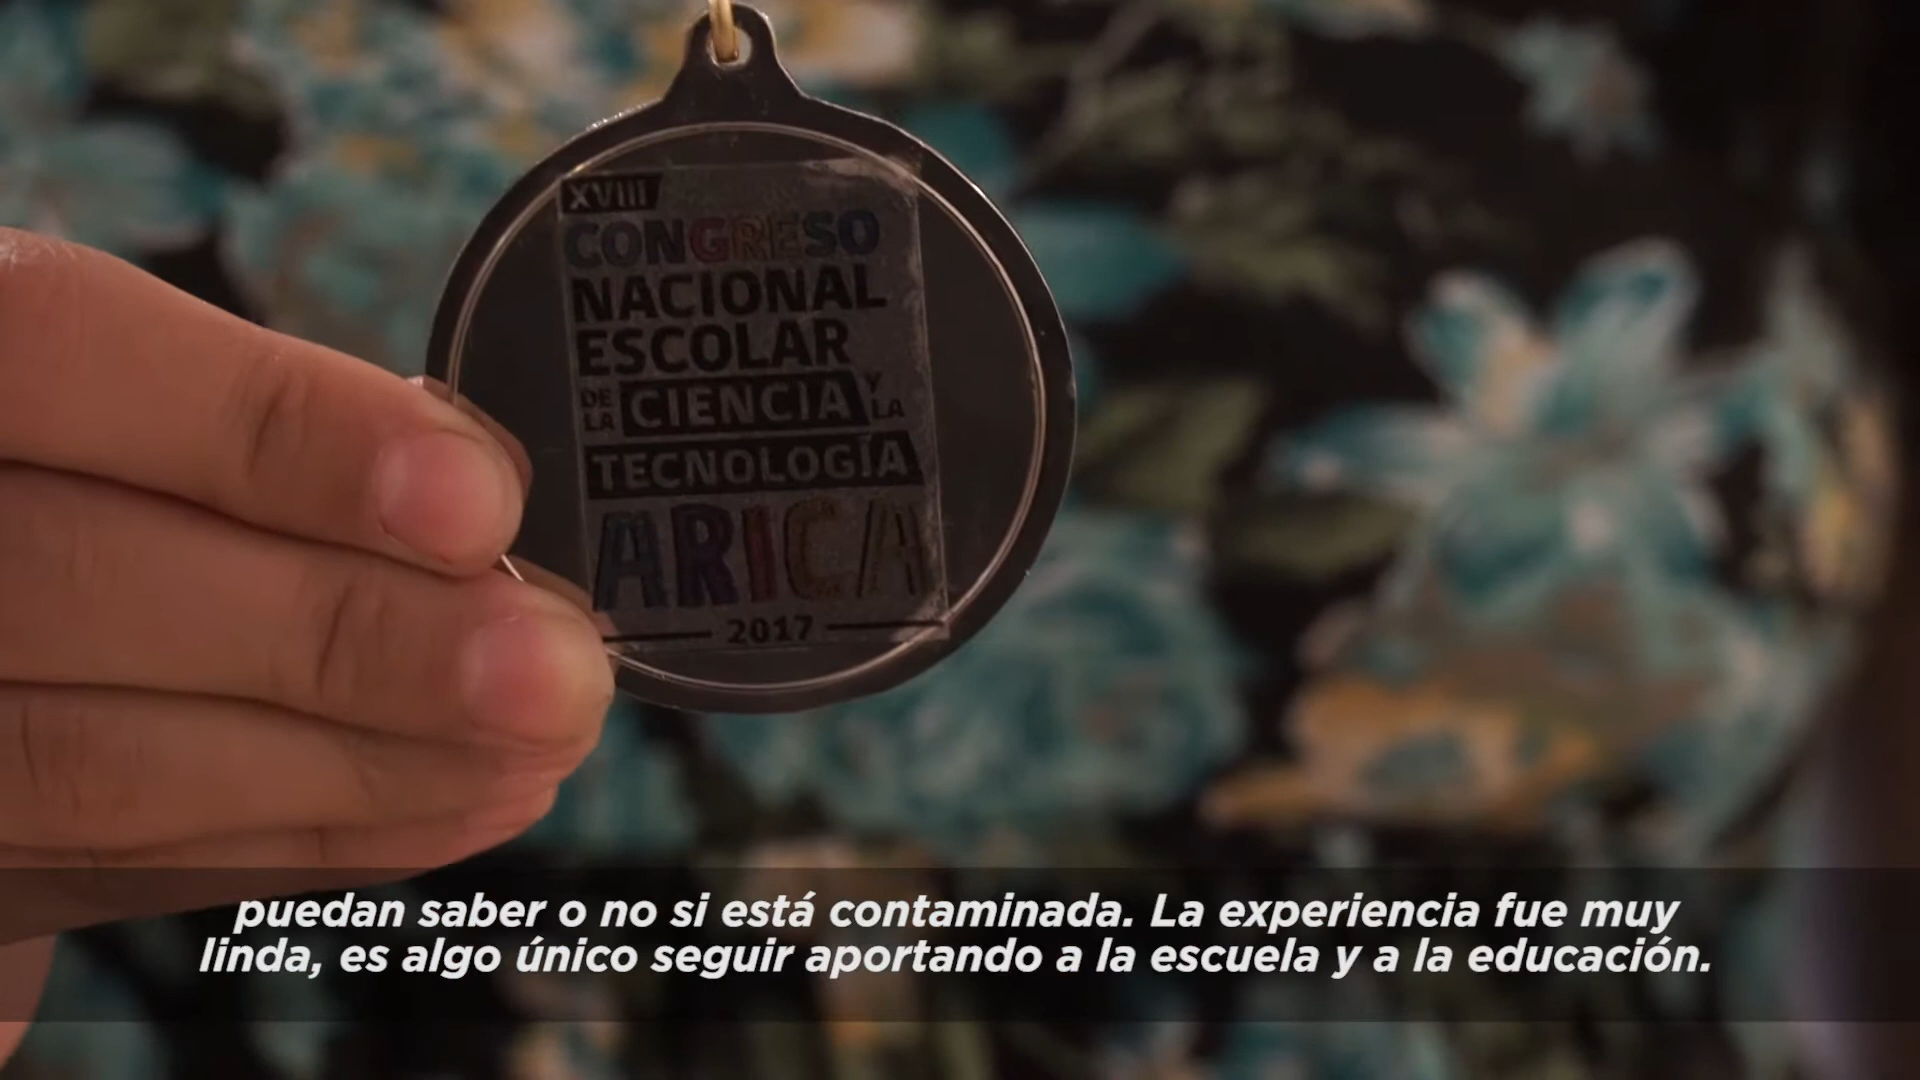 XVIII
CONGRESO
NACIONAL
ESCOLAR
DE LA CIENCIA Y LA
TECNOLOGÍA
ARICA
2017
puedan saber o no si está contaminada. La experiencia fue muy
linda, es algo único seguir aportando a la escuela y a la educación.